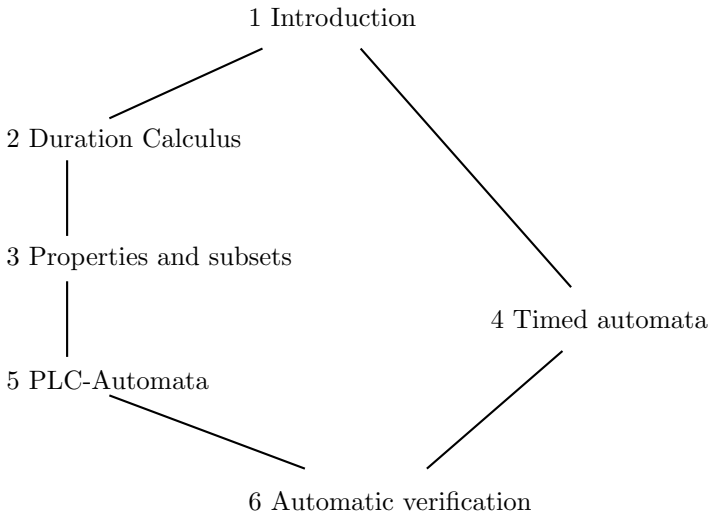 1 Introduction
2 Duration Calculus
3 Properties and subsets
4 Timed automata
5 PLC-Automata
6 Automatic verification